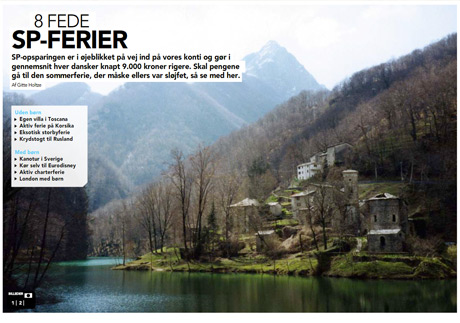 8 FEDE
SP-FERIER
SP-opsparingen er i øjeblikket på vej ind på vores konti og gør i
gennemsnit hver dansker knapt 9.000 kroner rigere. Skal pengene
gå til den sommerferie, der måske ellers var sløjfet, så se med her.
Af Gitte Holtze
Uden børn
Egen villa i Toscana
Aktiv ferie på Korsika
Eksotisk storbyferie
Krydstogt til Rusland
Med børn
Kanotur i Sverige
Kør selv til Eurodisney
Aktiv charterferie
London med børn
BILLEDER
1 | 2 |